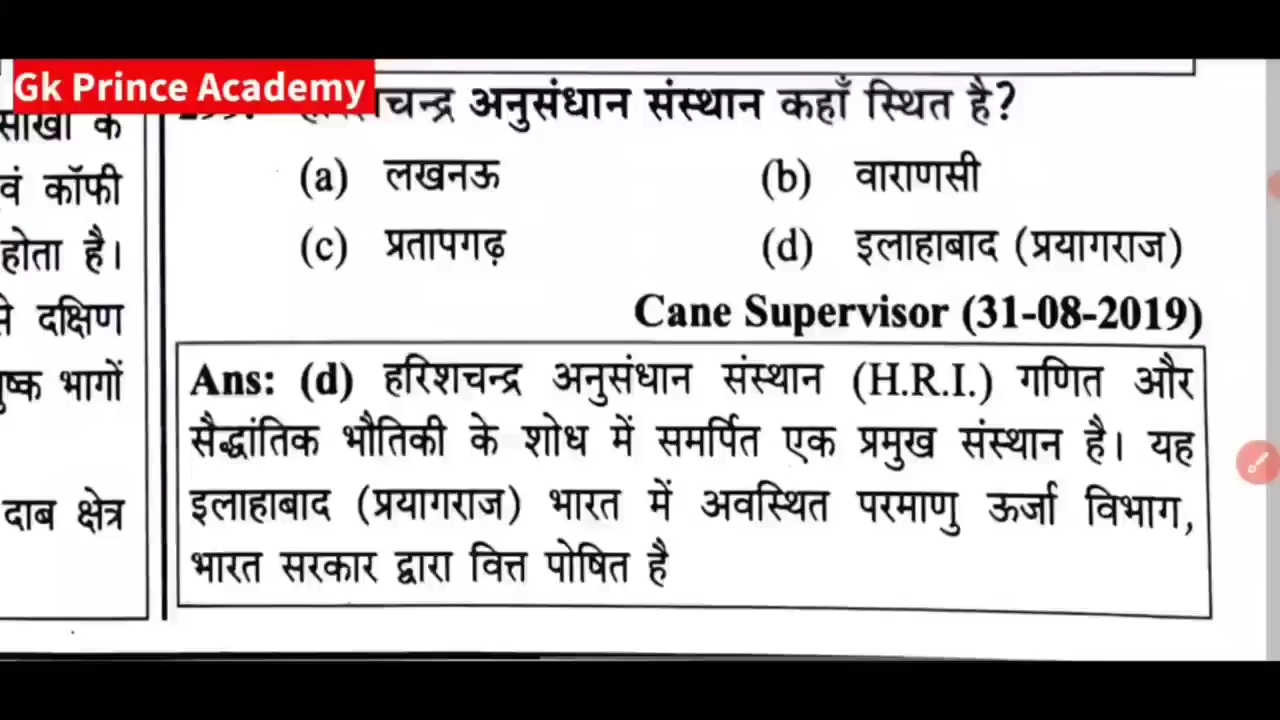 Gk Prince Academy
चन्द्र अनुसंधान संस्थान कहाँ स्थित है?
(a) लखनऊ (b) वाराणसी
(c) प्रतापगढ़ (d) इलाहाबाद (प्रयागराज)
Cane Supervisor (31-08-2019)
Ans: (d) हरिशचन्द्र अनुसंधान संस्थान (H.R.I.) गणित और
सैद्धांतिक भौतिकी के शोध में समर्पित एक प्रमुख संस्थान है। यह
इलाहाबाद (प्रयागराज) भारत में अवस्थित परमाणु ऊर्जा विभाग,
भारत सरकार द्वारा वित्त पोषित है
के
वं कॉफी
होता है।
दक्षिण
भागों
दाब क्षेत्र